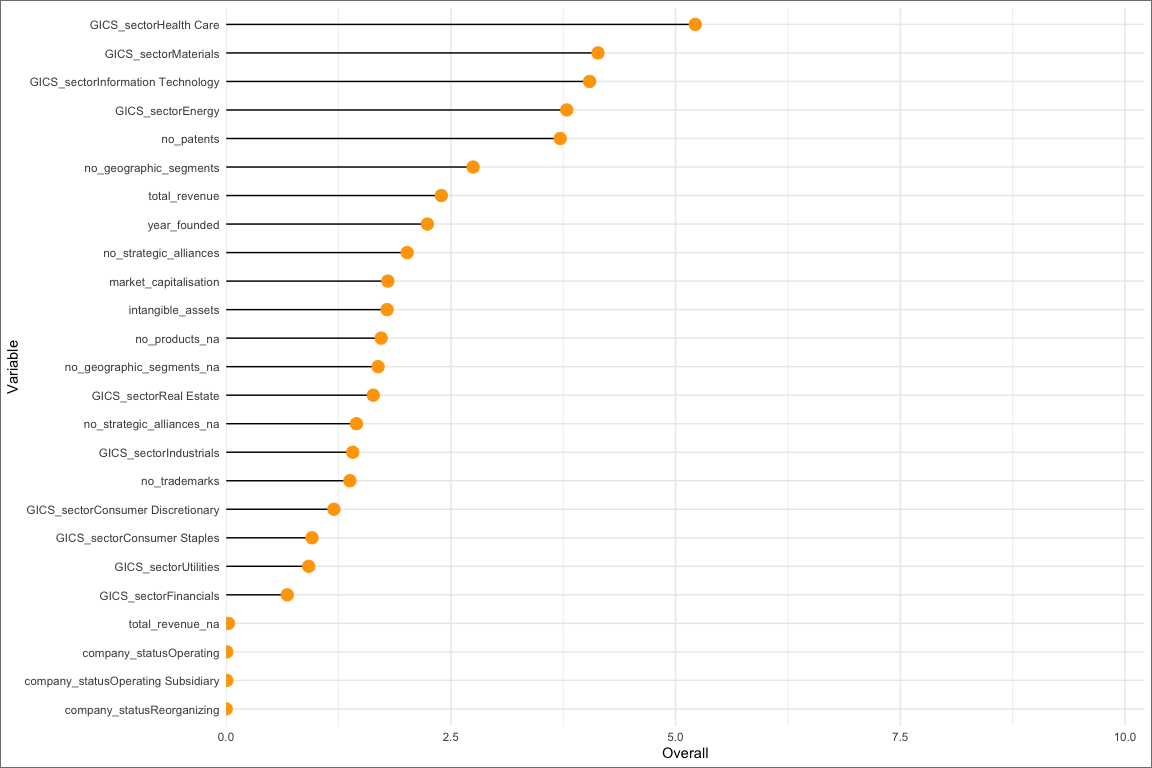 GICS_sectorHealth Care
GICS_sectorMaterials
GICS_sectorInformation Technology
GICS_sectorEnergy
no_patents
no_geographic_segments
total_revenue
year_founded
no_strategic_alliances
market_capitalisation
intangible_assets
no_products_na
no_geographic_segments_na
GICS_sectorReal Estate
no_strategic_alliances_na
GICS_sectorIndustrials
no_trademarks
GICS_sectorConsumer Discretionary
GICS_sectorConsumer Staples
GICS_sectorUtilities
GICS_sectorFinancials
total_revenue_na
company_statusOperating
company_statusOperating Subsidiary
company_statusReorganizing
Variable
0.0 2.5 5.0 7.5 10.0
Overall